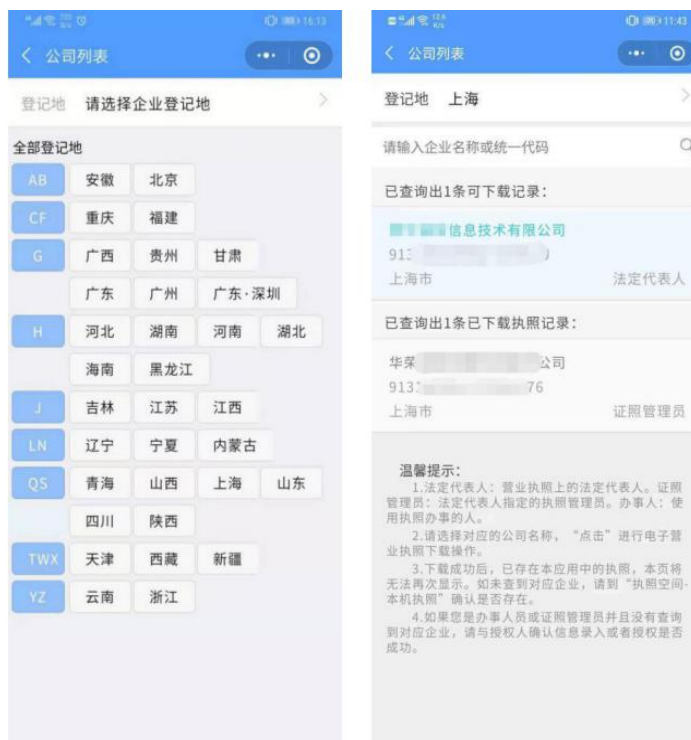 16:13
公司列表
登记地 请选择企业登记地
全部登记地
AB 安徽 北京
CF 重庆 福建
G 广西 贵州 甘肃
广东 广州 广东·深圳
H 河北 湖南 河南 湖北
海南 黑龙江
J 吉林 江苏 江西
LN 辽宁 宁夏 内蒙古
QS 青海 山西 上海 山东
四川 陕西
TWX 天津 西藏 新疆
YZ 云南 浙江
11:43
公司列表
登记地 上海
请输入企业名称或统一代码
已查询出1条可下载记录：
信息技术有限公司
91
上海市 法定代表人
已查询出1条已下载执照记录：
华荣 公司
913 76
上海市 证照管理员
温馨提示：
1.法定代表人：营业执照上的法定代表人。证照
管理员：法定代表人指定的执照管理员。办事人：使
用执照办事的人。
2.请选择对应的公司名称，“点击”进行电子营
业执照下载操作。
3.下载成功后，已存在本应用中的执照，本页将
无法再次显示。如未查到对应企业，请到“执照空间-
本机执照”确认是否存在。
4.如果您是办事人员或证照管理员并且没有查询
到对应企业，请与授权人确认信息录入或者授权是否
成功。